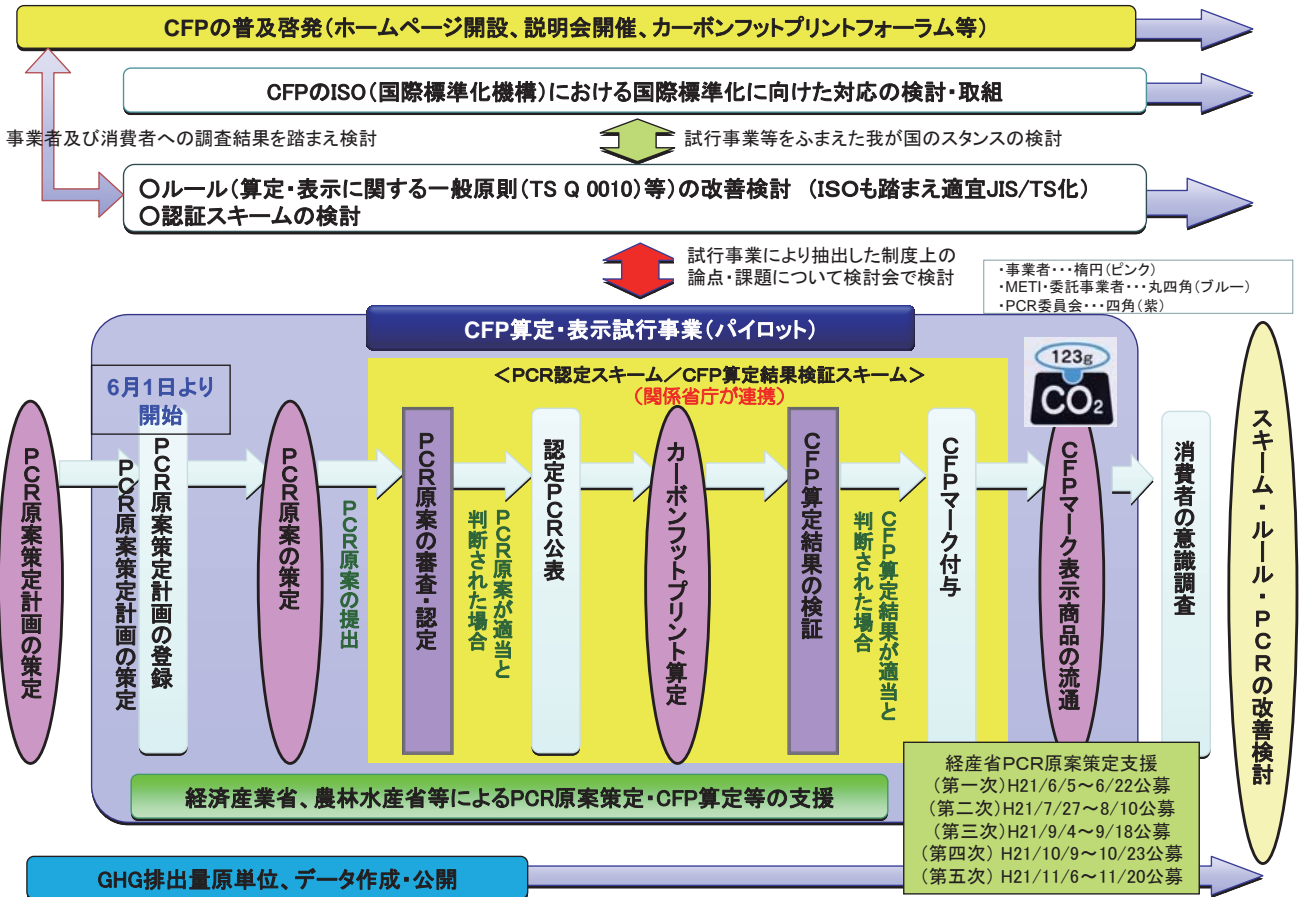 CFPの普及啓発(ホームページ開設、説明会開催、カーボンフットプリントフォーラム等)
CFPのISO(国際標準化機構)における国際標準化に向けた対応の検討・取組
事業者及び消費者への調査結果を踏まえ検討
試行事業等をふまえた我が国のスタンスの検討
〇ルール(算定・表示に関する一般原則(TS Q 0010)等)の改善検討 (ISOも踏まえ適宜JIS/TS化)
〇認証スキームの検討
試行事業により抽出した制度上の
論点・課題について検討会で検討
・事業者・・・楕円(ピンク)
・METI・委託事業者・・・丸四角(ブルー)
・PCR委員会・・・四角(紫)
CFP算定・表示試行事業(パイロット)
6月1日より
開始
<PCR認定スキーム/CFP算定結果検証スキーム>
(関係省庁が連携)
123g
CO2
PCR原案策定計画の策定
PCR原案策定計画の策定
PCR原案策定計画の登録
PCR原案の策定
PCR原案の提出
PCR原案の審査・認定
PCR原案が適当と
判断された場合
認定PCR公表
カーボンフットプリント算定
CFP算定結果の検証
CFP算定結果が適当と
判断された場合
CFPマーク付与
CFPマーク表示商品の流通
消費者の意識調査
スキーム・ルール・PCRの改善検討
経済産業省、農林水産省等によるPCR原案策定・CFP算定等の支援
経産省PCR原案策定支援
(第一次)H21/6/5~6/22公募
(第二次)H21/7/27~8/10公募
(第三次)H21/9/4~9/18公募
(第四次) H21/10/9~10/23公募
(第五次) H21/11/6~11/20公募
GHG排出量原単位、データ作成・公開